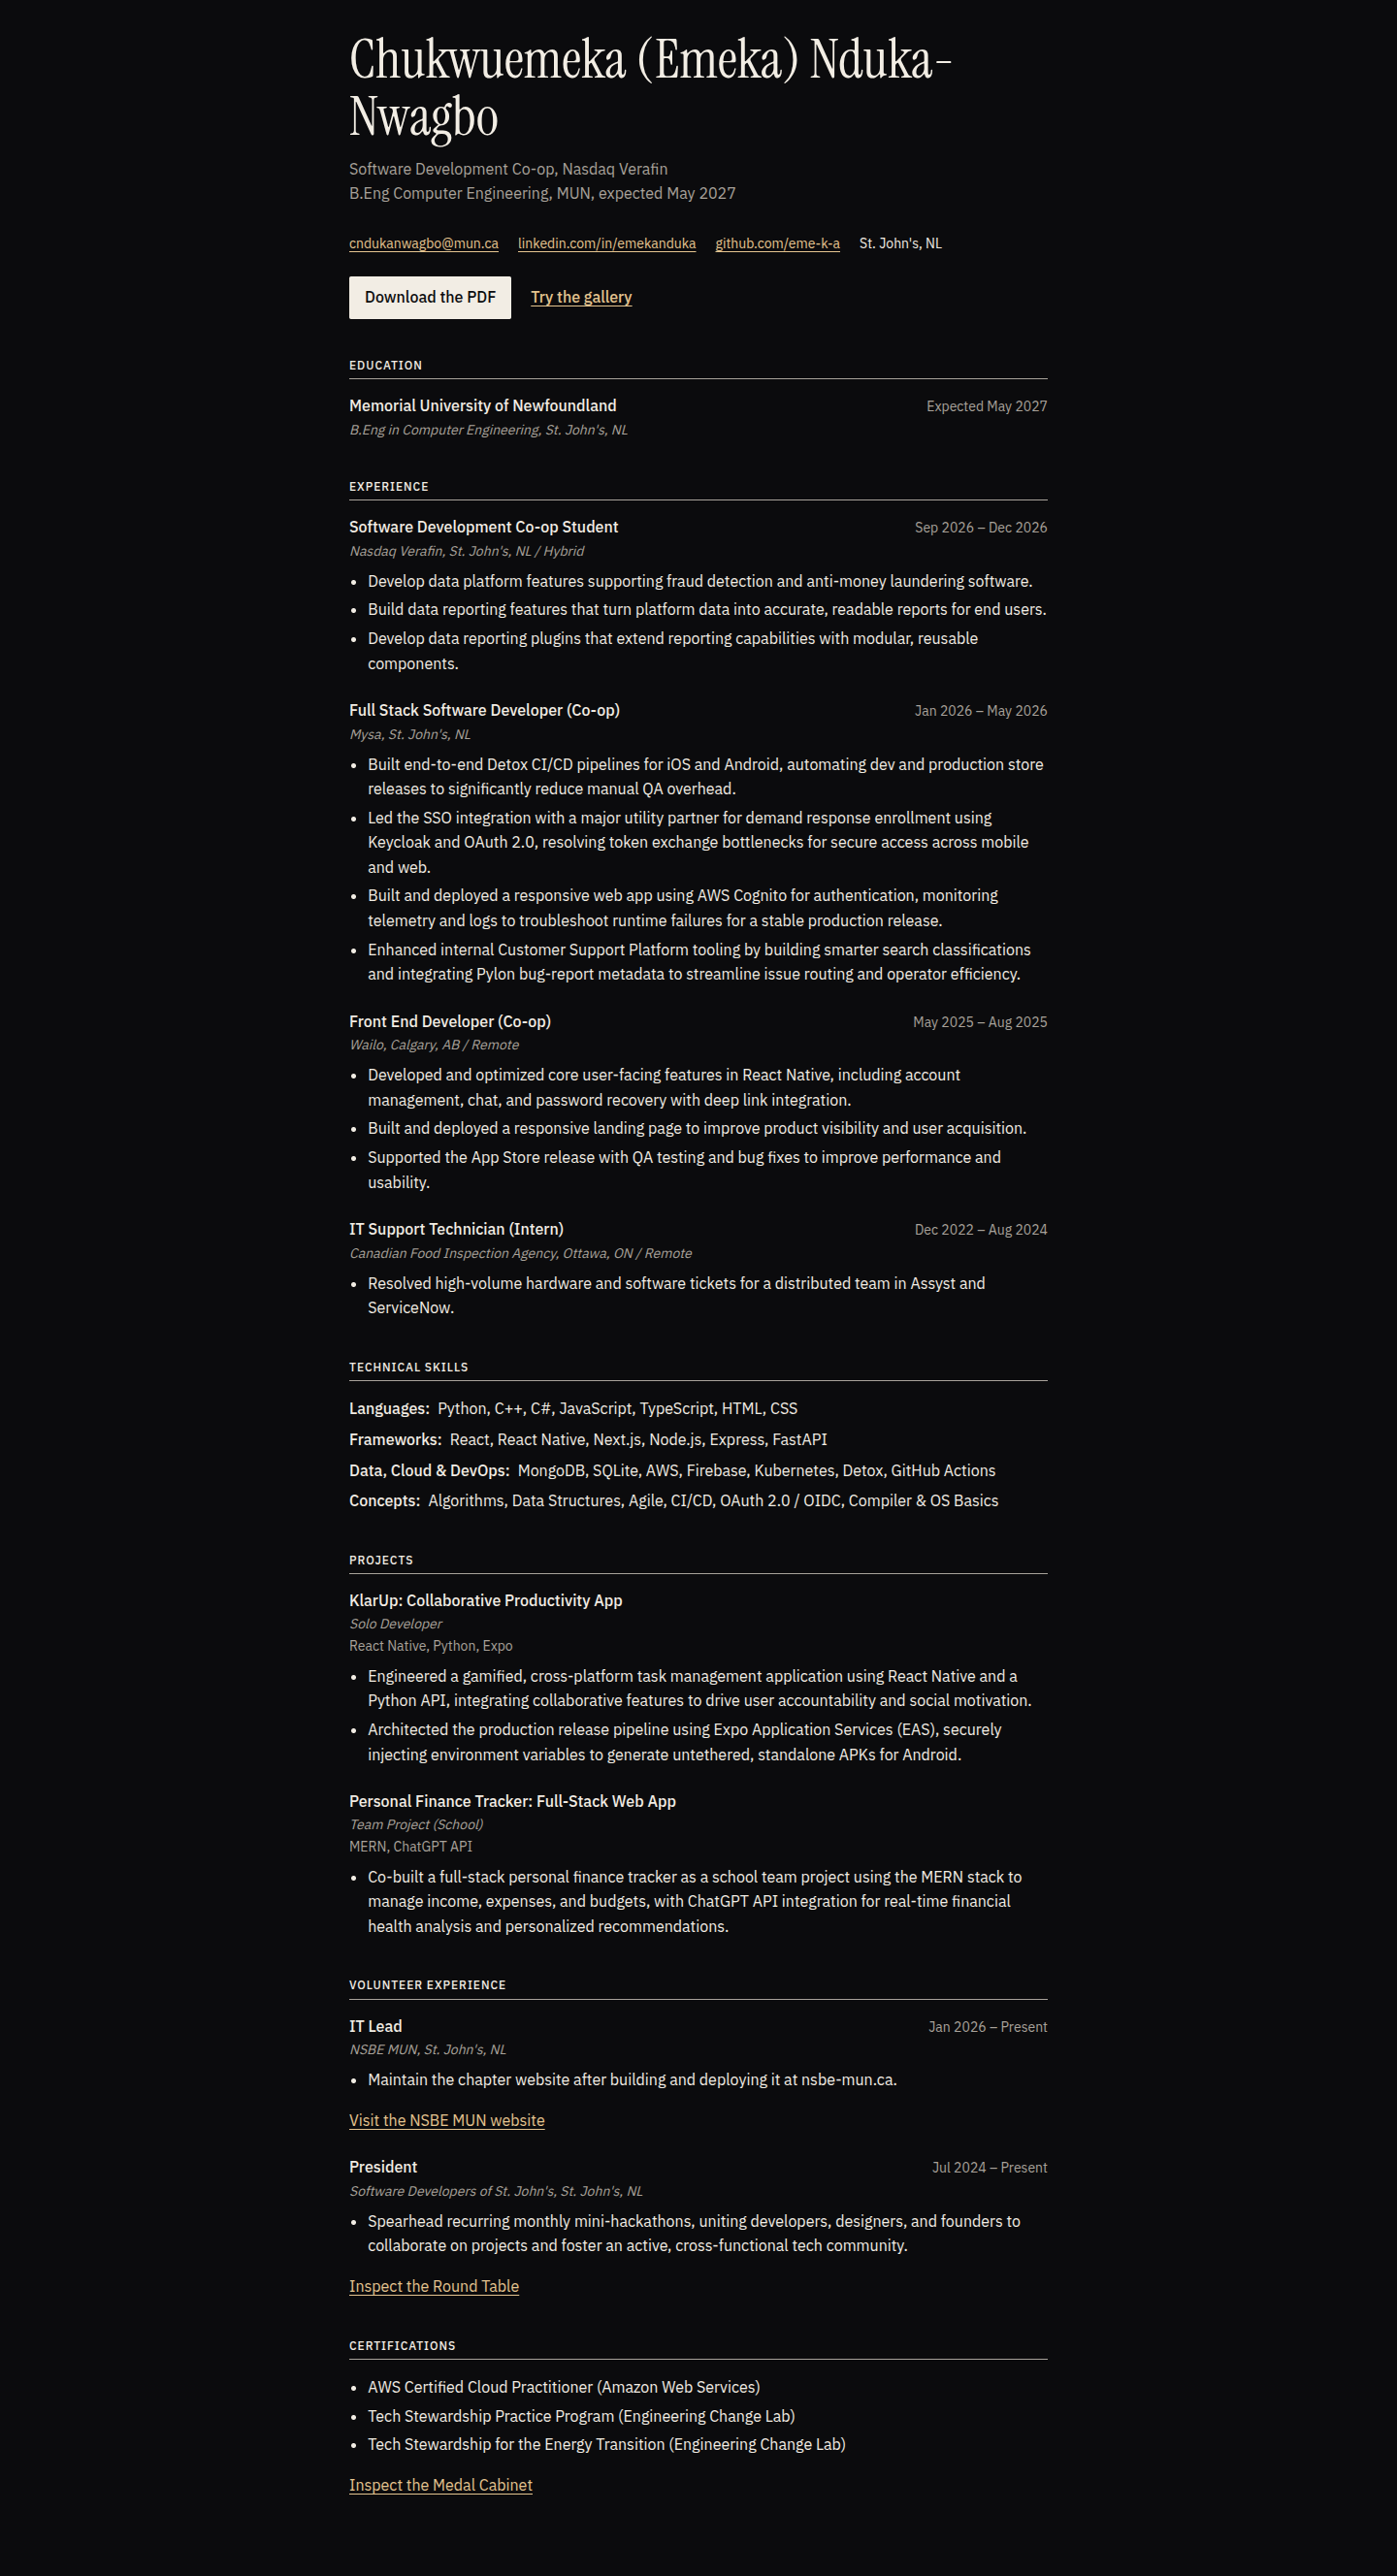 Chukwuemeka (Emeka) Nduka-
Nwagbo
Software Development Co-op, Nasdaq Verafin
B.Eng Computer Engineering, MUN, expected May 2027
cndukanwagbo@mun.ca linkedin.com/in/emekanduka github.com/eme-k-a St. John's, NL
Download the PDF Try the gallery
EDUCATION
Memorial University of Newfoundland Expected May 2027
B.Eng in Computer Engineering, St. John's, NL
EXPERIENCE
Software Development Co-op Student Sep 2026 – Dec 2026
Nasdaq Verafin, St. John's, NL / Hybrid
• Develop data platform features supporting fraud detection and anti-money laundering software.
• Build data reporting features that turn platform data into accurate, readable reports for end users.
• Develop data reporting plugins that extend reporting capabilities with modular, reusable
components.
Full Stack Software Developer (Co-op) Jan 2026 – May 2026
Mysa, St. John's, NL
• Built end-to-end Detox CI/CD pipelines for iOS and Android, automating dev and production store
releases to significantly reduce manual QA overhead.
• Led the SSO integration with a major utility partner for demand response enrollment using
Keycloak and OAuth 2.0, resolving token exchange bottlenecks for secure access across mobile
and web.
• Built and deployed a responsive web app using AWS Cognito for authentication, monitoring
telemetry and logs to troubleshoot runtime failures for a stable production release.
• Enhanced internal Customer Support Platform tooling by building smarter search classifications
and integrating Pylon bug-report metadata to streamline issue routing and operator efficiency.
Front End Developer (Co-op) May 2025 – Aug 2025
Wailo, Calgary, AB / Remote
• Developed and optimized core user-facing features in React Native, including account
management, chat, and password recovery with deep link integration.
• Built and deployed a responsive landing page to improve product visibility and user acquisition.
• Supported the App Store release with QA testing and bug fixes to improve performance and
usability.
IT Support Technician (Intern) Dec 2022 – Aug 2024
Canadian Food Inspection Agency, Ottawa, ON / Remote
• Resolved high-volume hardware and software tickets for a distributed team in Assyst and
ServiceNow.
TECHNICAL SKILLS
Languages: Python, C++, C#, JavaScript, TypeScript, HTML, CSS
Frameworks: React, React Native, Next.js, Node.js, Express, FastAPI
Data, Cloud & DevOps: MongoDB, SQLite, AWS, Firebase, Kubernetes, Detox, GitHub Actions
Concepts: Algorithms, Data Structures, Agile, CI/CD, OAuth 2.0 / OIDC, Compiler & OS Basics
PROJECTS
KlarUp: Collaborative Productivity App
Solo Developer
React Native, Python, Expo
• Engineered a gamified, cross-platform task management application using React Native and a
Python API, integrating collaborative features to drive user accountability and social motivation.
• Architected the production release pipeline using Expo Application Services (EAS), securely
injecting environment variables to generate untethered, standalone APKs for Android.
Personal Finance Tracker: Full-Stack Web App
Team Project (School)
MERN, ChatGPT API
• Co-built a full-stack personal finance tracker as a school team project using the MERN stack to
manage income, expenses, and budgets, with ChatGPT API integration for real-time financial
health analysis and personalized recommendations.
VOLUNTEER EXPERIENCE
IT Lead Jan 2026 – Present
NSBE MUN, St. John's, NL
• Maintain the chapter website after building and deploying it at nsbe-mun.ca.
Visit the NSBE MUN website
President Jul 2024 – Present
Software Developers of St. John's, St. John's, NL
• Spearhead recurring monthly mini-hackathons, uniting developers, designers, and founders to
collaborate on projects and foster an active, cross-functional tech community.
Inspect the Round Table
CERTIFICATIONS
• AWS Certified Cloud Practitioner (Amazon Web Services)
• Tech Stewardship Practice Program (Engineering Change Lab)
• Tech Stewardship for the Energy Transition (Engineering Change Lab)
Inspect the Medal Cabinet